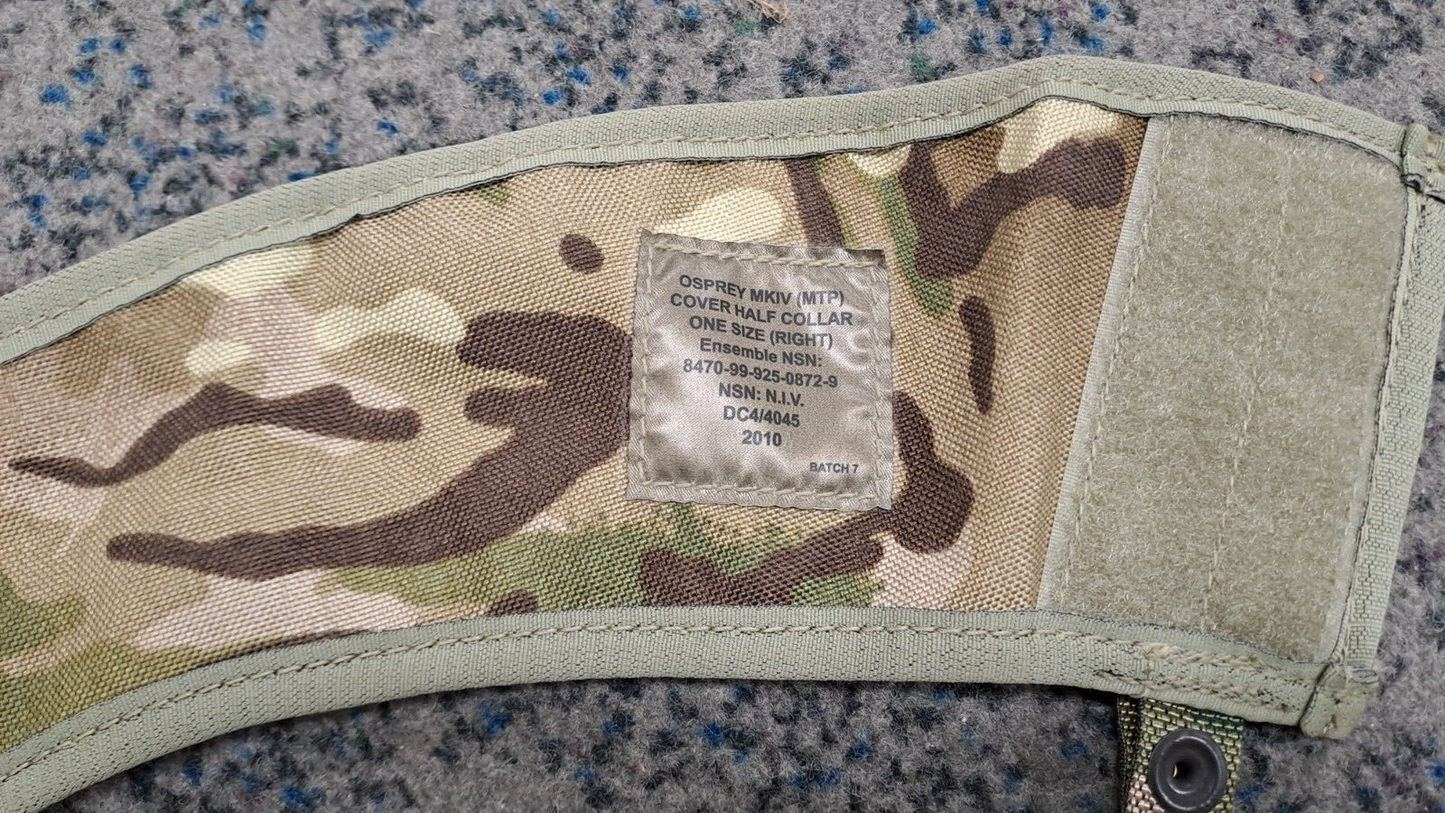 OSPREY MKIV (MTP)
COVER HALF COLLAR
ONE SIZE (RIGHT)
Ensemble NSN:
8470-99-925-0872-9
NSN: N.I.V.
DC4/4045
2010
BATCH 7